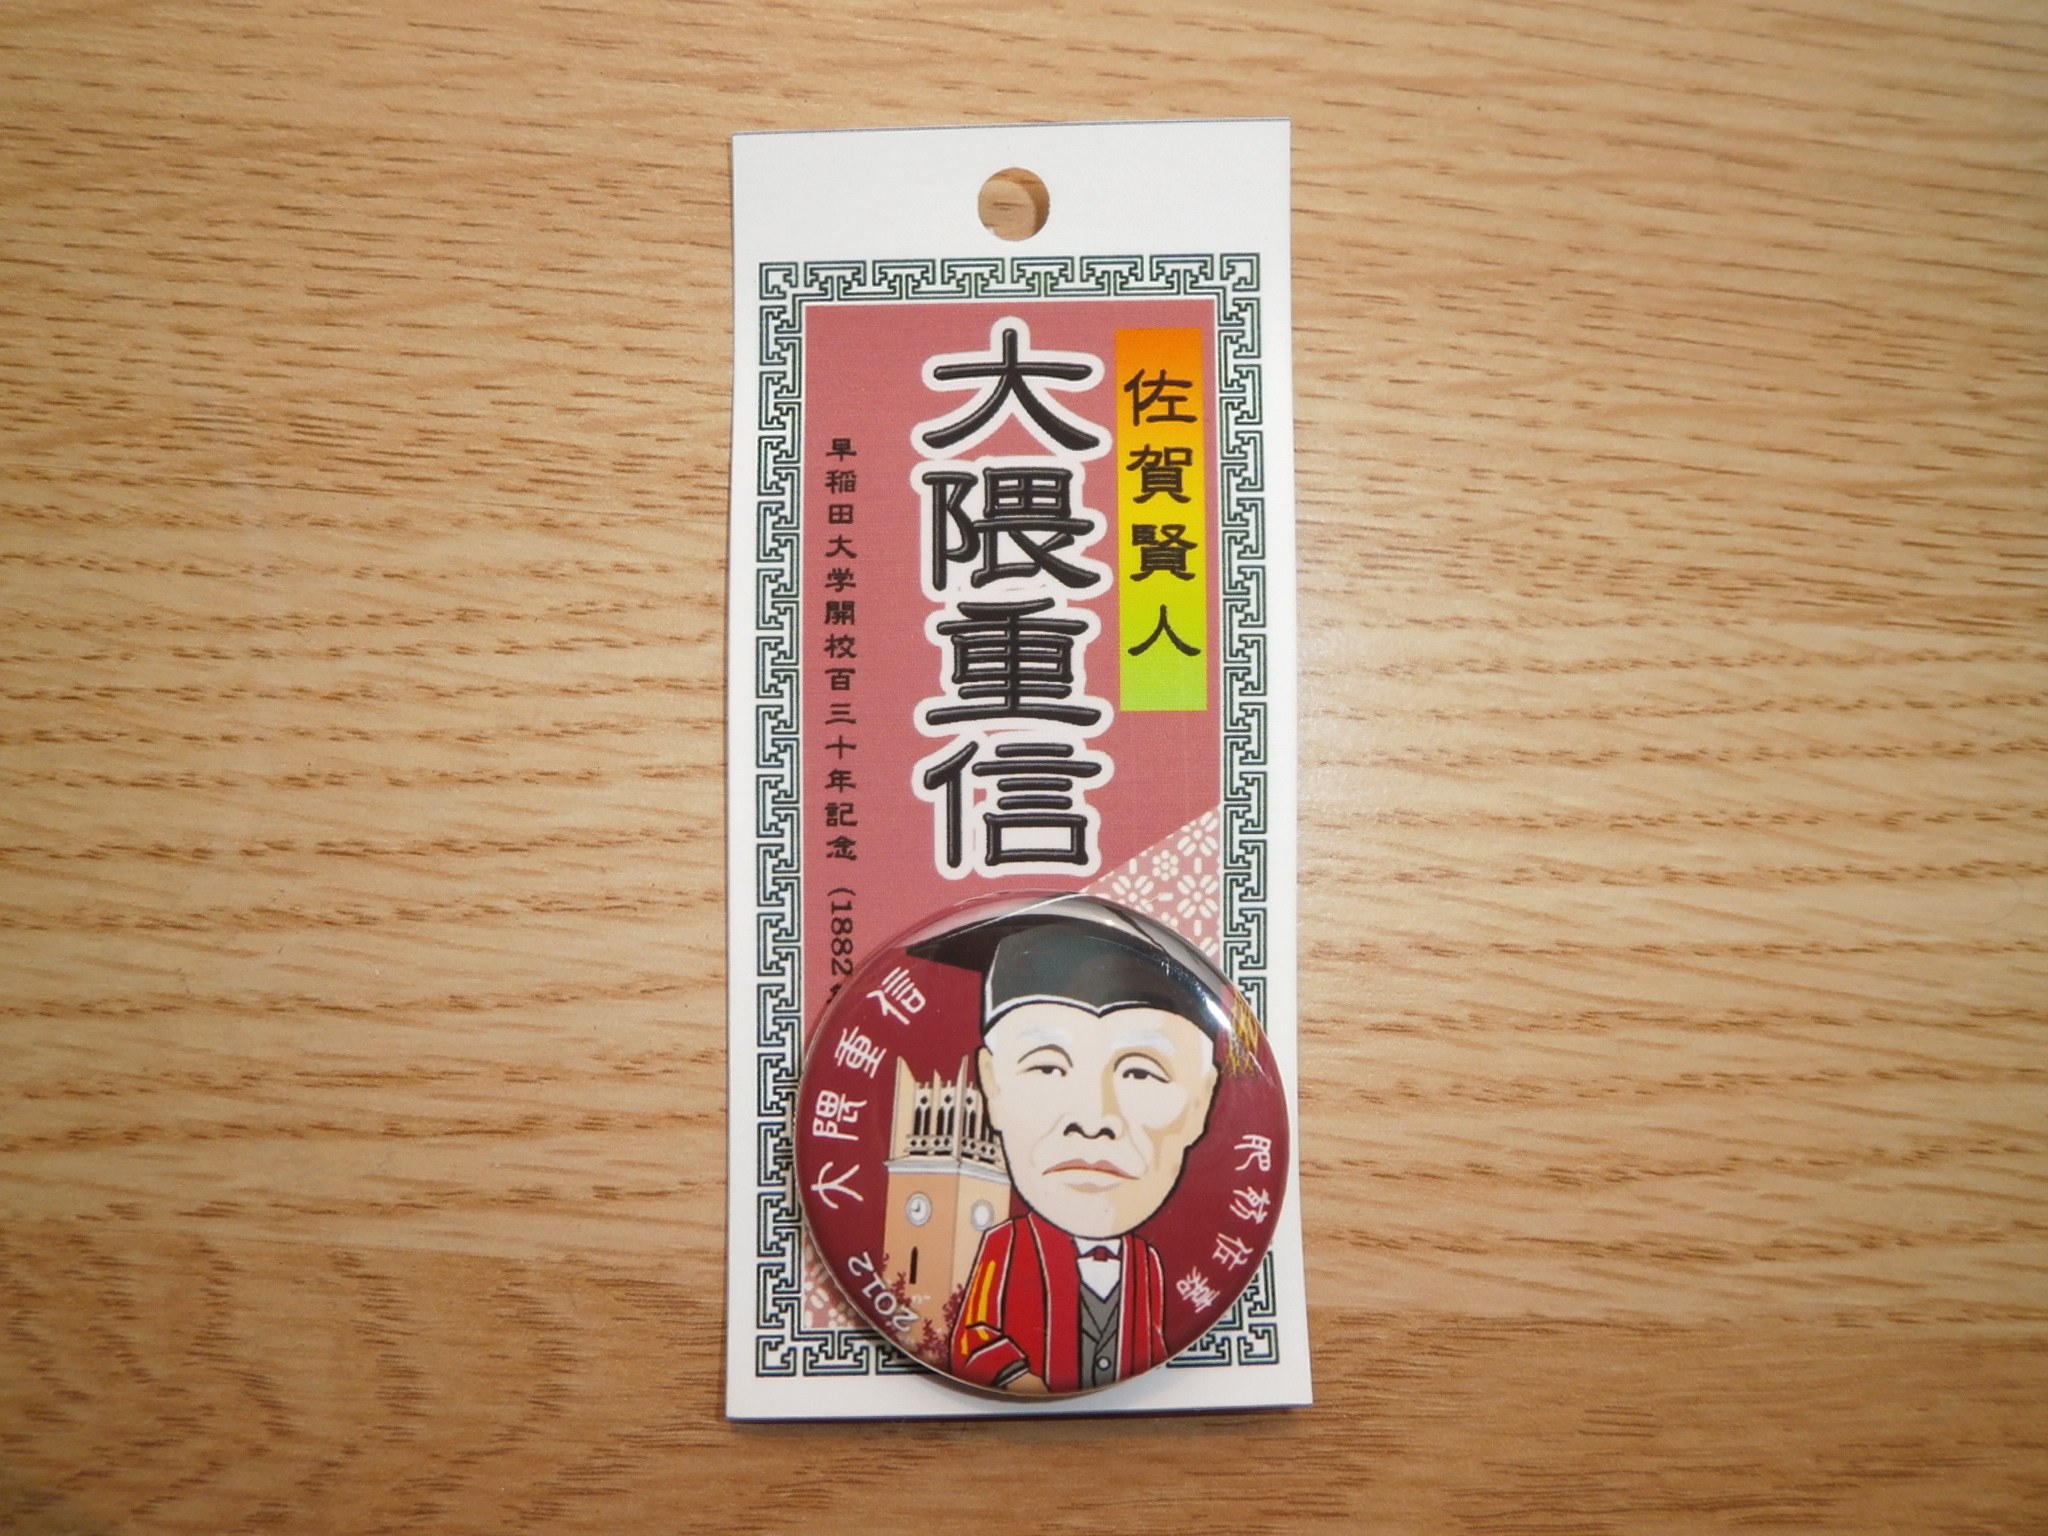 佐賀賢人
大隈重信
早稲田大学開校百三十年記念 (1882
大隈重信
肥前佐賀
2012